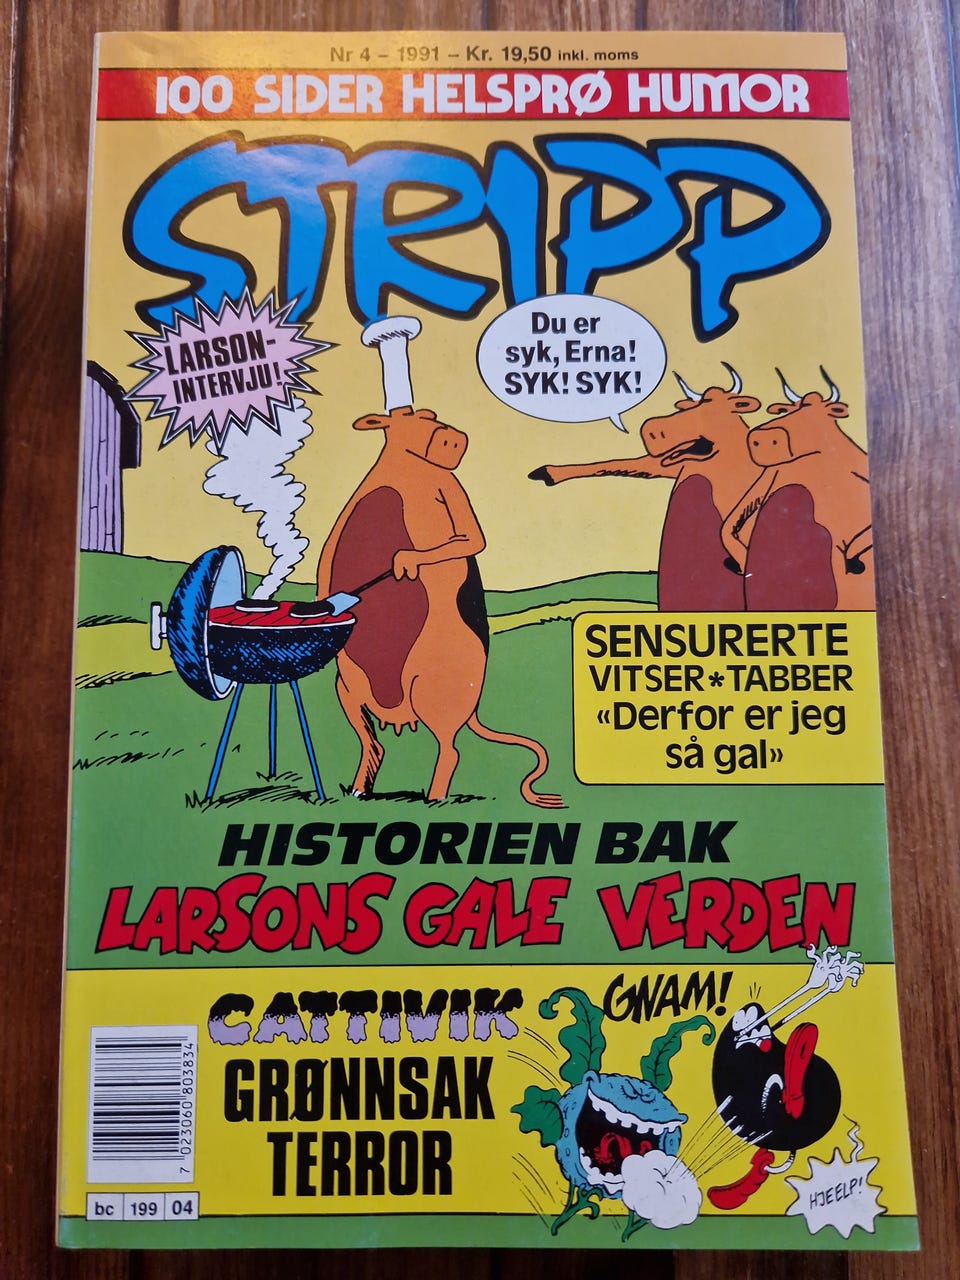 Nr 4 – 1991 – Kr. 19,50 inkl. moms
100 SIDER HELSPRØ HUMOR
STRIPP
LARSON-
INTERVJU!
Du er
syk, Erna!
SYK! SYK!
SENSURERTE
VITSER*TABBER
«Derfor er jeg
så gal»
HISTORIEN BAK
LARSONS GALE VERDEN
CATTIVIK
GRØNNSAK
TERROR
GNAM!
HJEELP!
7 023060 803834
bc 199 04